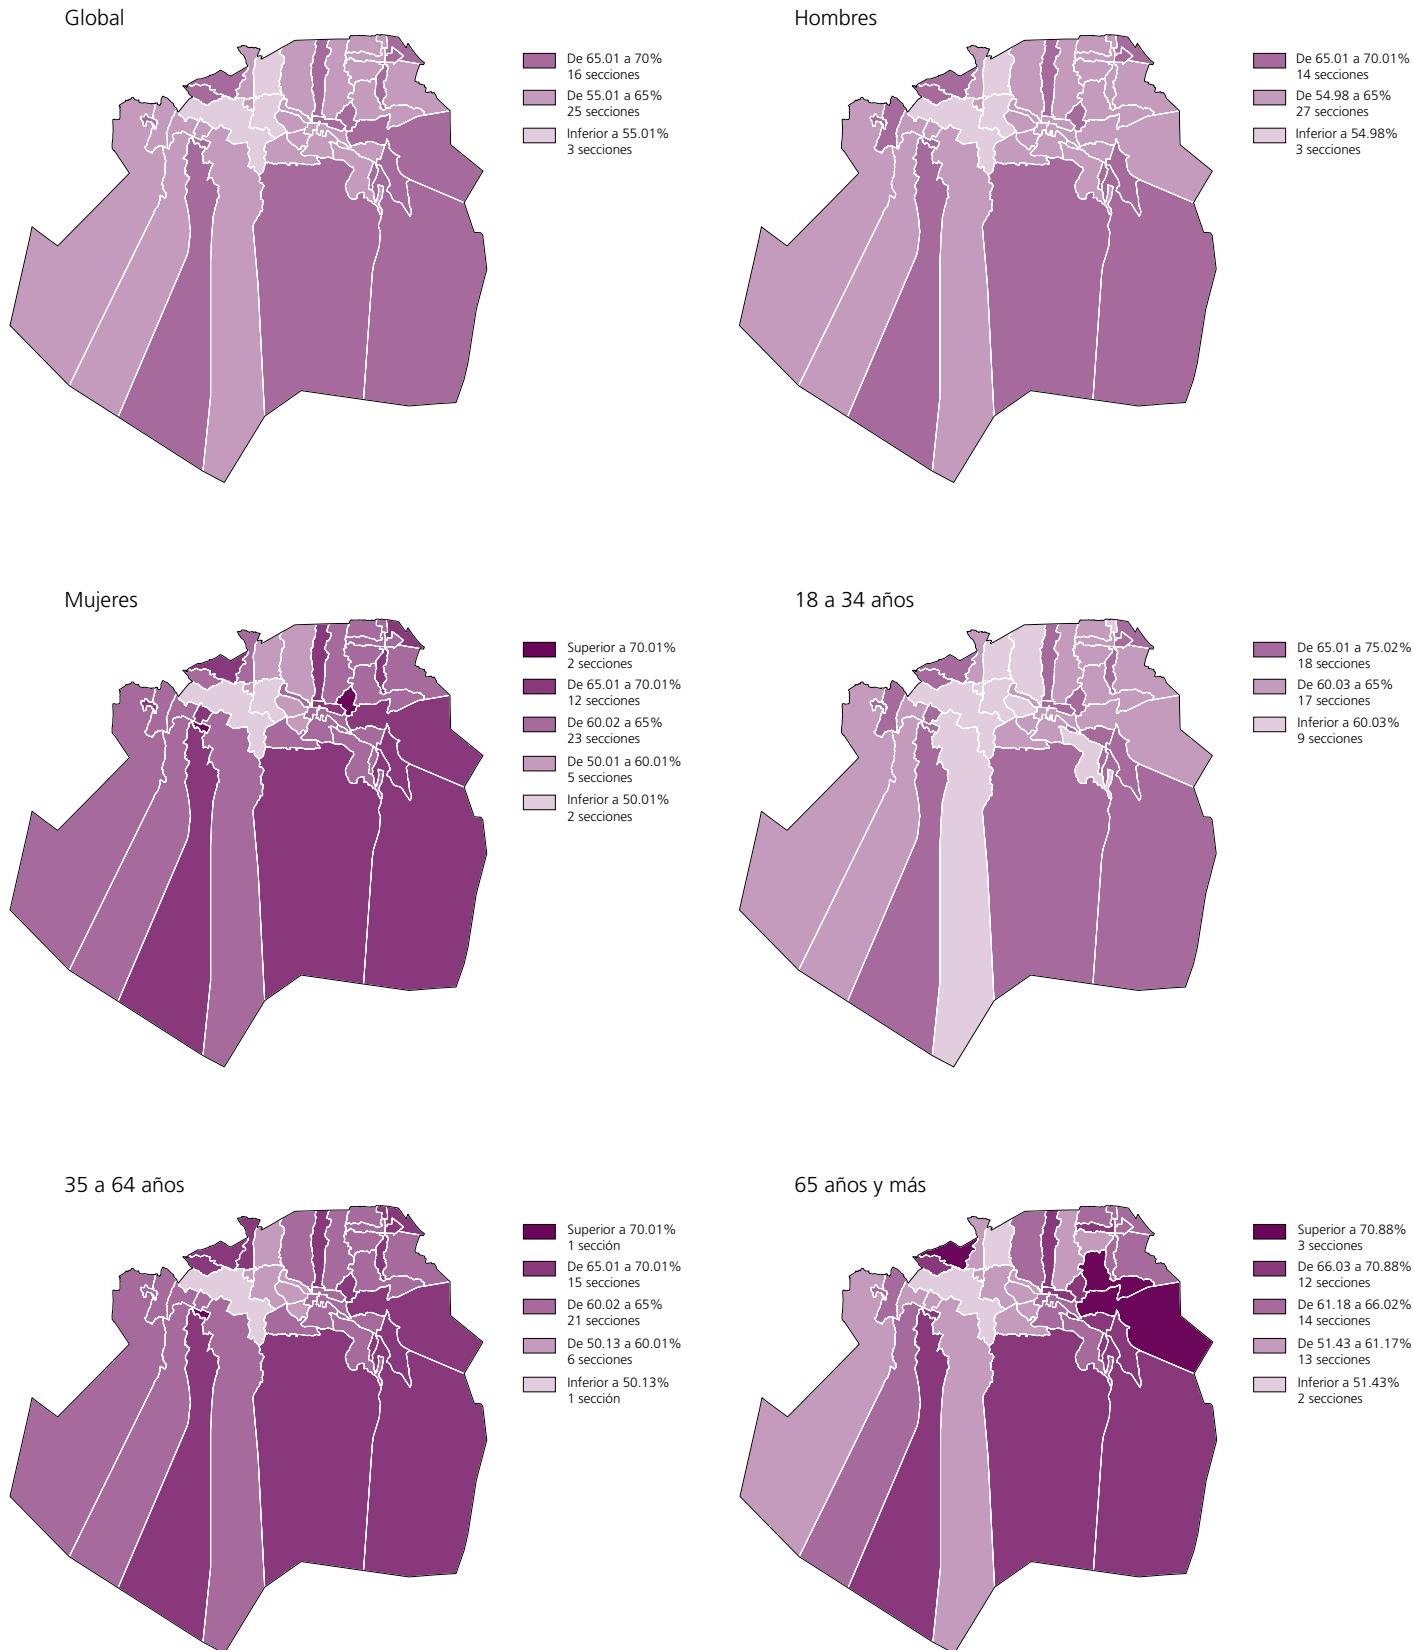 Global
De 65.01 a 70%
16 secciones
De 55.01 a 65%
25 secciones
Inferior a 55.01%
3 secciones
Hombres
De 65.01 a 70.01%
14 secciones
De 54.98 a 65%
27 secciones
Inferior a 54.98%
3 secciones
Mujeres
Superior a 70.01%
2 secciones
De 65.01 a 70.01%
12 secciones
De 60.02 a 65%
23 secciones
De 50.01 a 60.01%
5 secciones
Inferior a 50.01%
2 secciones
18 a 34 años
De 65.01 a 75.02%
18 secciones
De 60.03 a 65%
17 secciones
Inferior a 60.03%
9 secciones
35 a 64 años
Superior a 70.01%
1 sección
De 65.01 a 70.01%
15 secciones
De 60.02 a 65%
21 secciones
De 50.13 a 60.01%
6 secciones
Inferior a 50.13%
1 sección
65 años y más
Superior a 70.88%
3 secciones
De 66.03 a 70.88%
12 secciones
De 61.18 a 66.02%
14 secciones
De 51.43 a 61.17%
13 secciones
Inferior a 51.43%
2 secciones